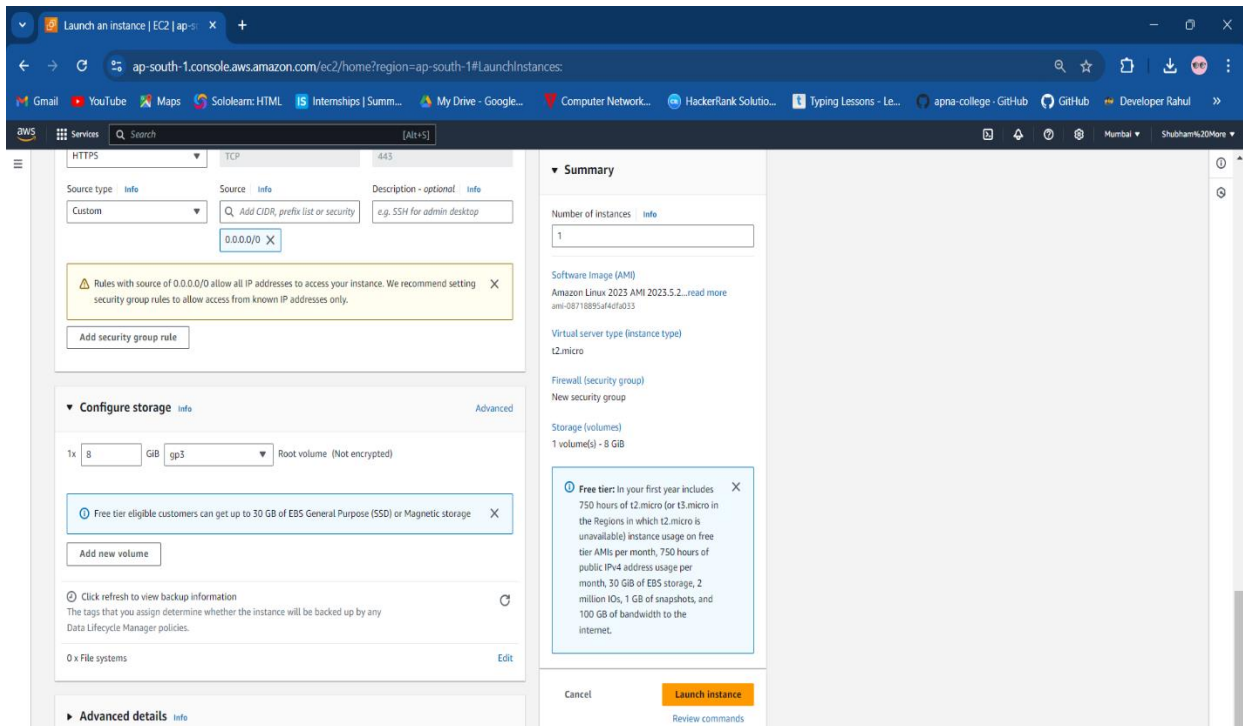 Launch an instance | EC2 | ap-s
ap-south-1.console.aws.amazon.com/ec2/home?region=ap-south-1#LaunchInstances:
Gmail YouTube Maps Sololearn: HTML Internships | Summ... My Drive - Google... Computer Network... HackerRank Solutio... Typing Lessons - Le... apna-college · GitHub GitHub Developer Rahul »
aws Services Search [Alt+S] Mumbai Shubham%20More
HTTPS TCP 443
Source type Info Source Info Description - optional Info
Custom Add CIDR, prefix list or security e.g. SSH for admin desktop
0.0.0.0/0
Rules with source of 0.0.0.0/0 allow all IP addresses to access your instance. We recommend setting
security group rules to allow access from known IP addresses only.
Add security group rule
Configure storage Info Advanced
1x 8 GiB gp3 Root volume (Not encrypted)
Free tier eligible customers can get up to 30 GB of EBS General Purpose (SSD) or Magnetic storage
Add new volume
Click refresh to view backup information
The tags that you assign determine whether the instance will be backed up by any
Data Lifecycle Manager policies.
0 x File systems Edit
Advanced details Info
Summary
Number of instances Info
1
Software Image (AMI)
Amazon Linux 2023 AMI 2023.5.2...read more
ami-08718895af4dfa033
Virtual server type (instance type)
t2.micro
Firewall (security group)
New security group
Storage (volumes)
1 volume(s) - 8 GiB
Free tier: In your first year includes
750 hours of t2.micro (or t3.micro in
the Regions in which t2.micro is
unavailable) instance usage on free
tier AMIs per month, 750 hours of
public IPv4 address usage per
month, 30 GiB of EBS storage, 2
million IOs, 1 GB of snapshots, and
100 GB of bandwidth to the
internet.
Cancel Launch instance
Review commands